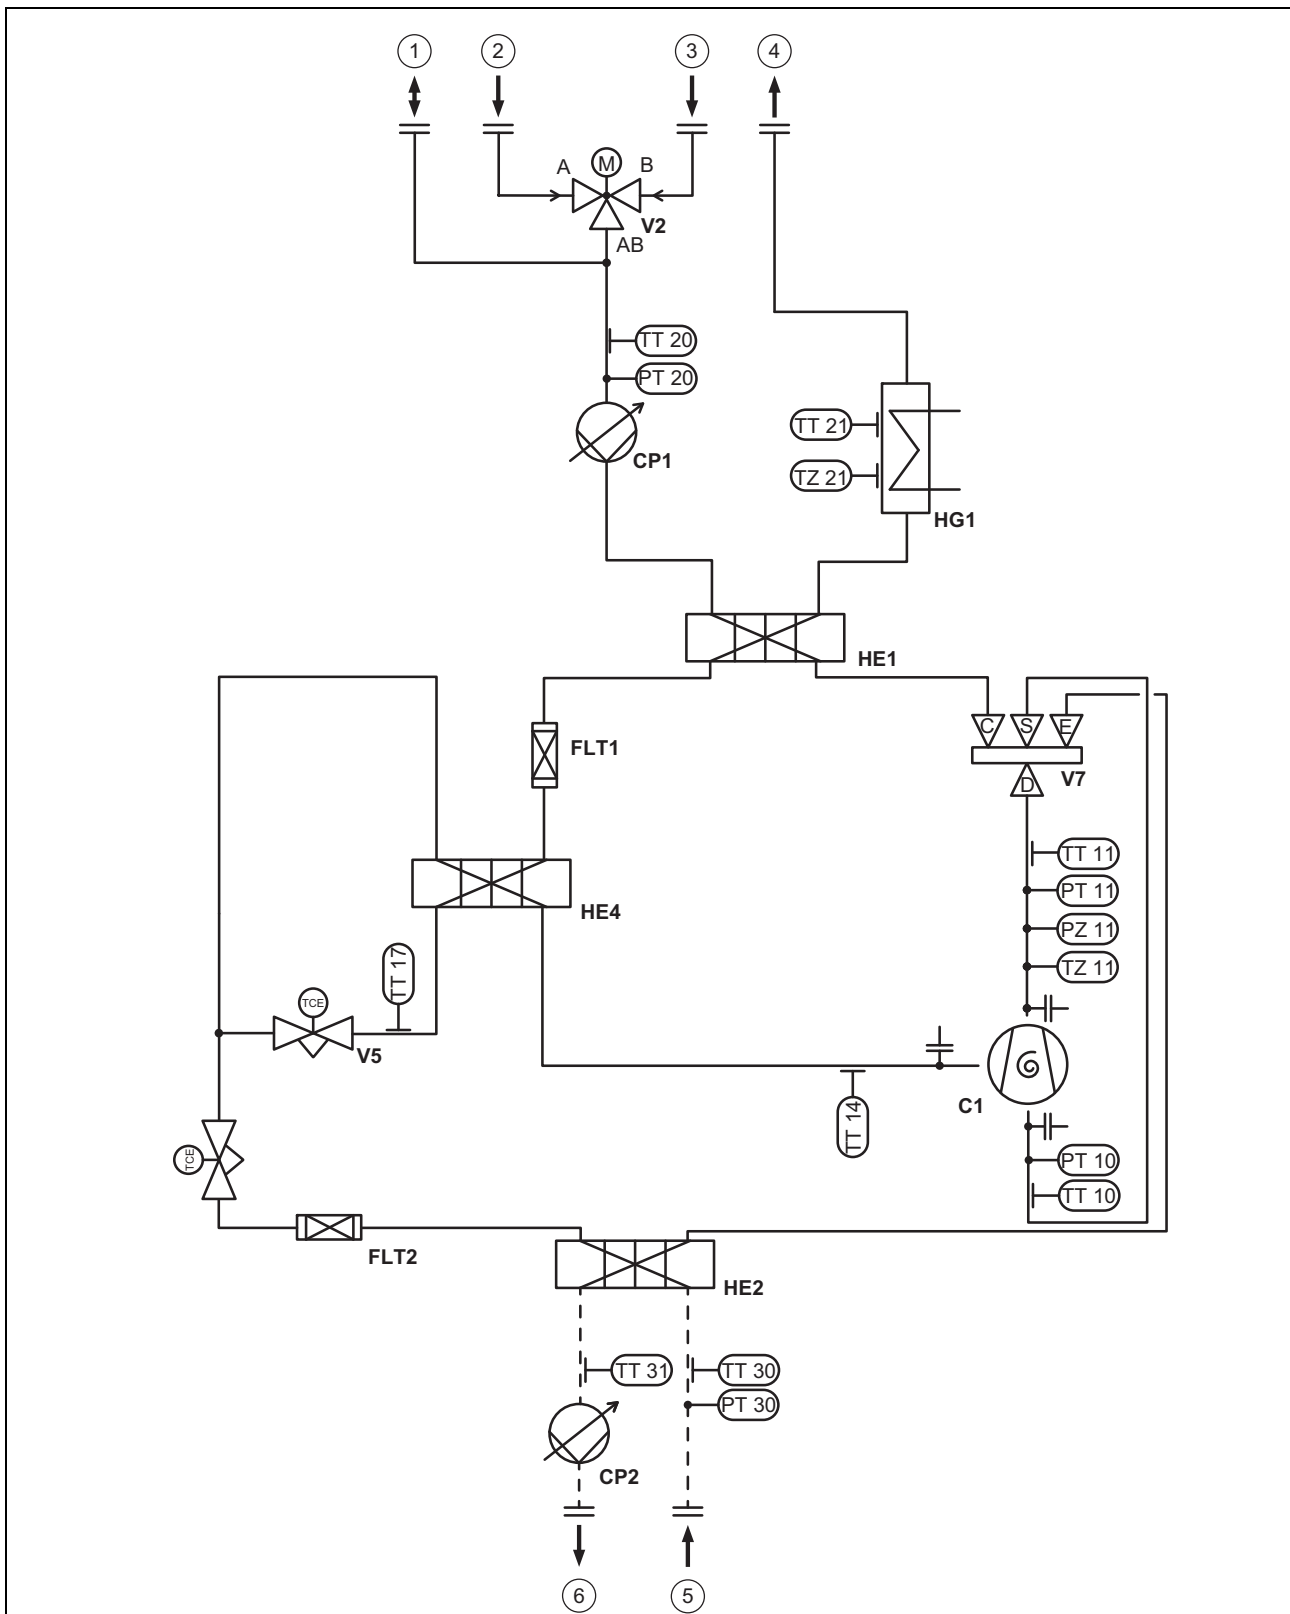 1 2 3 4
A M B
V2
AB
TT 20
PT 20
CP1
TT 21
TZ 21
HG1
HE1
C S E
FLT1
V7
D
TT 11
PT 11
HE4
PZ 11
TT 17
TZ 11
TCE
V5
C1
TT 14
PT 10
TCE
TT 10
FLT2
HE2
TT 31
TT 30
PT 30
CP2
6 5